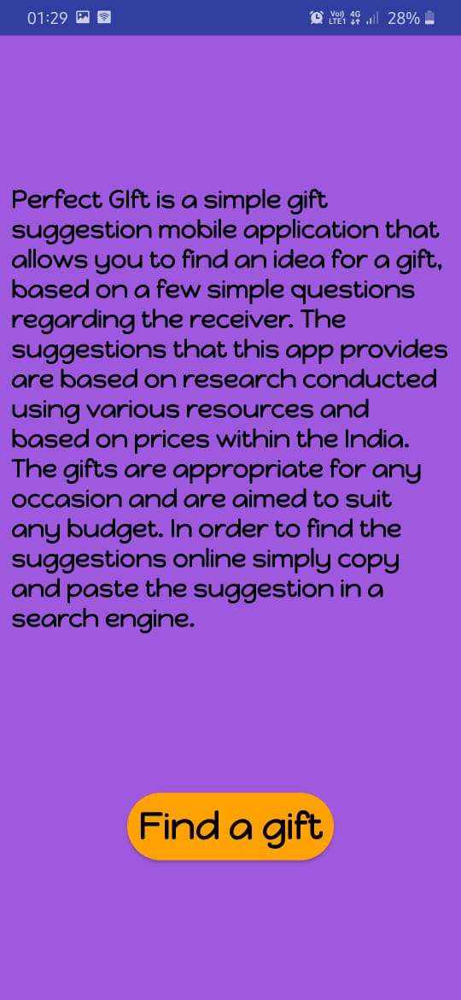 01:29 Vo)) LTE1 4G 28%
Perfect GIft is a simple gift
suggestion mobile application that
allows you to find an idea for a gift,
based on a few simple questions
regarding the receiver. The
suggestions that this app provides
are based on research conducted
using various resources and
based on prices within the India.
The gifts are appropriate for any
occasion and are aimed to suit
any budget. In order to find the
suggestions online simply copy
and paste the suggestion in a
search engine.
Find a gift